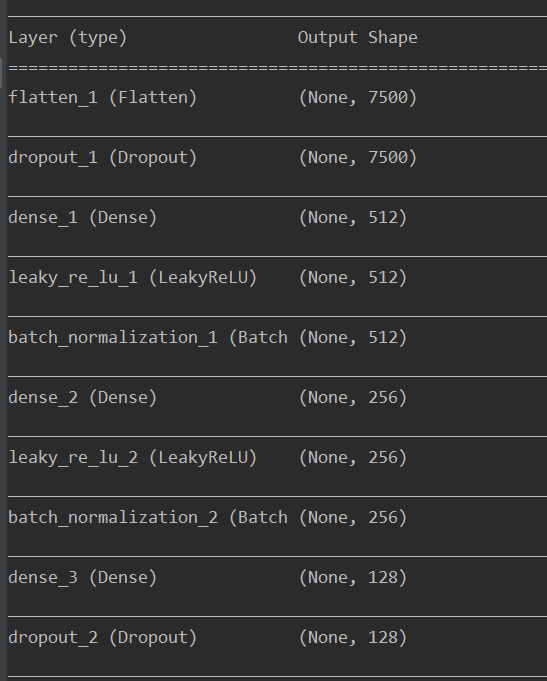 Layer (type) Output Shape
=================================================================
flatten_1 (Flatten) (None, 7500)
dropout_1 (Dropout) (None, 7500)
dense_1 (Dense) (None, 512)
leaky_re_lu_1 (LeakyReLU) (None, 512)
batch_normalization_1 (Batch (None, 512)
dense_2 (Dense) (None, 256)
leaky_re_lu_2 (LeakyReLU) (None, 256)
batch_normalization_2 (Batch (None, 256)
dense_3 (Dense) (None, 128)
dropout_2 (Dropout) (None, 128)